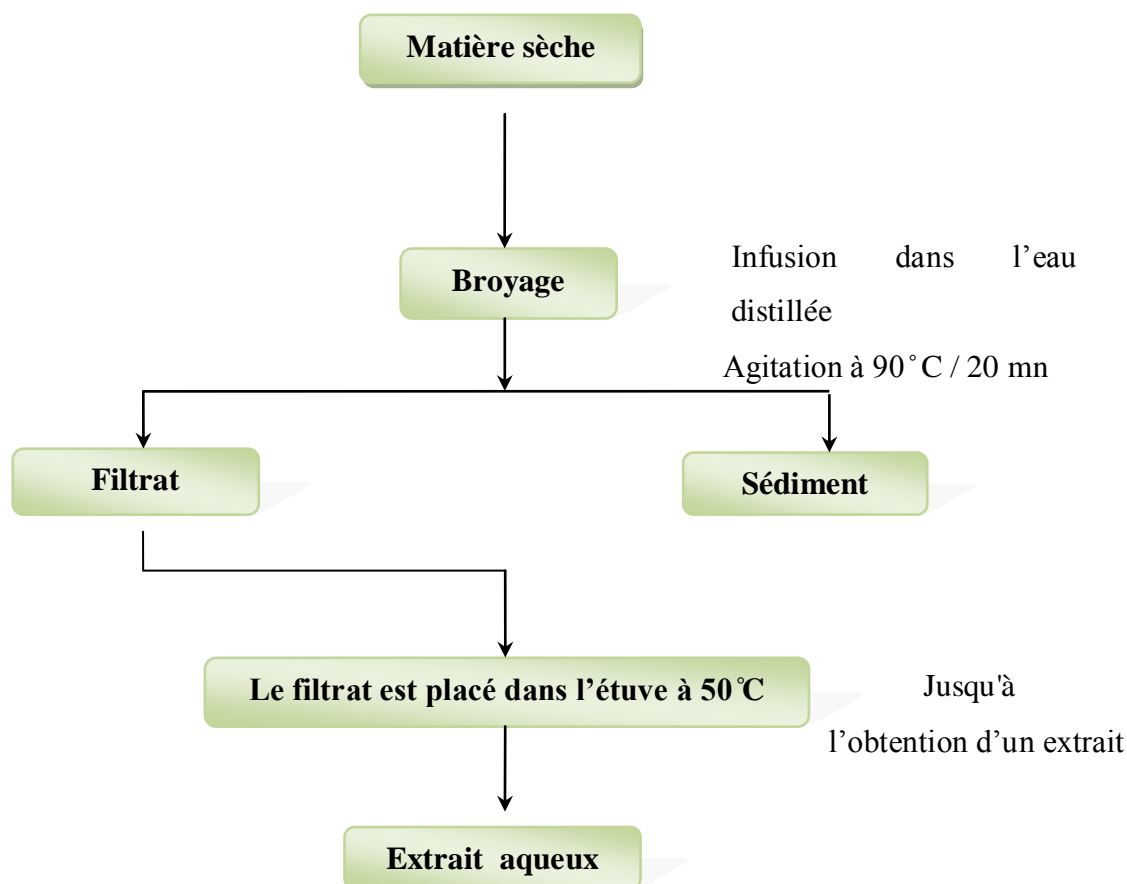 Matière sèche
Broyage
Infusion dans l’eau
distillée
Agitation à 90°C / 20 mn
Filtrat
Sédiment
Le filtrat est placé dans l’étuve à 50°C
Jusqu'à
l’obtention d’un extrait
Extrait aqueux